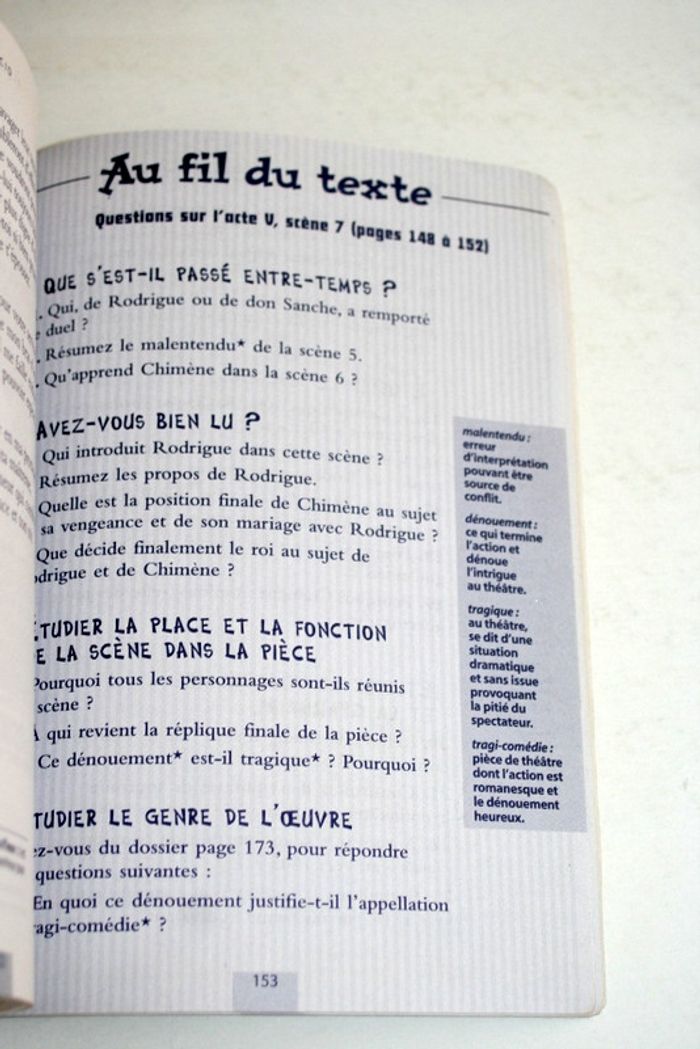 Au fil du texte
Questions sur l'acte V, scène 7 (pages 148 à 152)
QUE S'EST-IL PASSÉ ENTRE-TEMPS ?
. Qui, de Rodrigue ou de don Sanche, a remporté
e duel ?
. Résumez le malentendu* de la scène 5.
. Qu'apprend Chimène dans la scène 6 ?
AVEZ-VOUS BIEN LU ?
Qui introduit Rodrigue dans cette scène ?
Résumez les propos de Rodrigue.
Quelle est la position finale de Chimène au sujet
sa vengeance et de son mariage avec Rodrigue ?
Que décide finalement le roi au sujet de
odrigue et de Chimène ?
ÉTUDIER LA PLACE ET LA FONCTION
E LA SCÈNE DANS LA PIÈCE
Pourquoi tous les personnages sont-ils réunis
scène ?
À qui revient la réplique finale de la pièce ?
Ce dénouement* est-il tragique* ? Pourquoi ?
TUDIER LE GENRE DE L'ŒUVRE
ez-vous du dossier page 173, pour répondre
questions suivantes :
En quoi ce dénouement justifie-t-il l'appellation
agi-comédie* ?
malentendu :
erreur
d'interprétation
pouvant être
source de
conflit.
dénouement :
ce qui termine
l'action et
dénoue
l'intrigue
au théâtre.
tragique :
au théâtre,
se dit d'une
situation
dramatique
et sans issue
provoquant
la pitié du
spectateur.
tragi-comédie :
pièce de théâtre
dont l'action est
romanesque et
le dénouement
heureux.
153